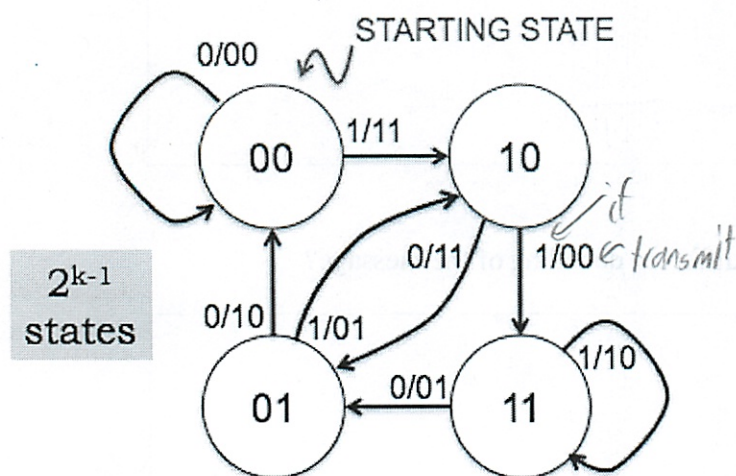 STARTING STATE
0/00
00
1/11
10
if
0/11
1/00 transmit
2^{k-1}
states
0/10
1/01
1/10
01
0/01
11